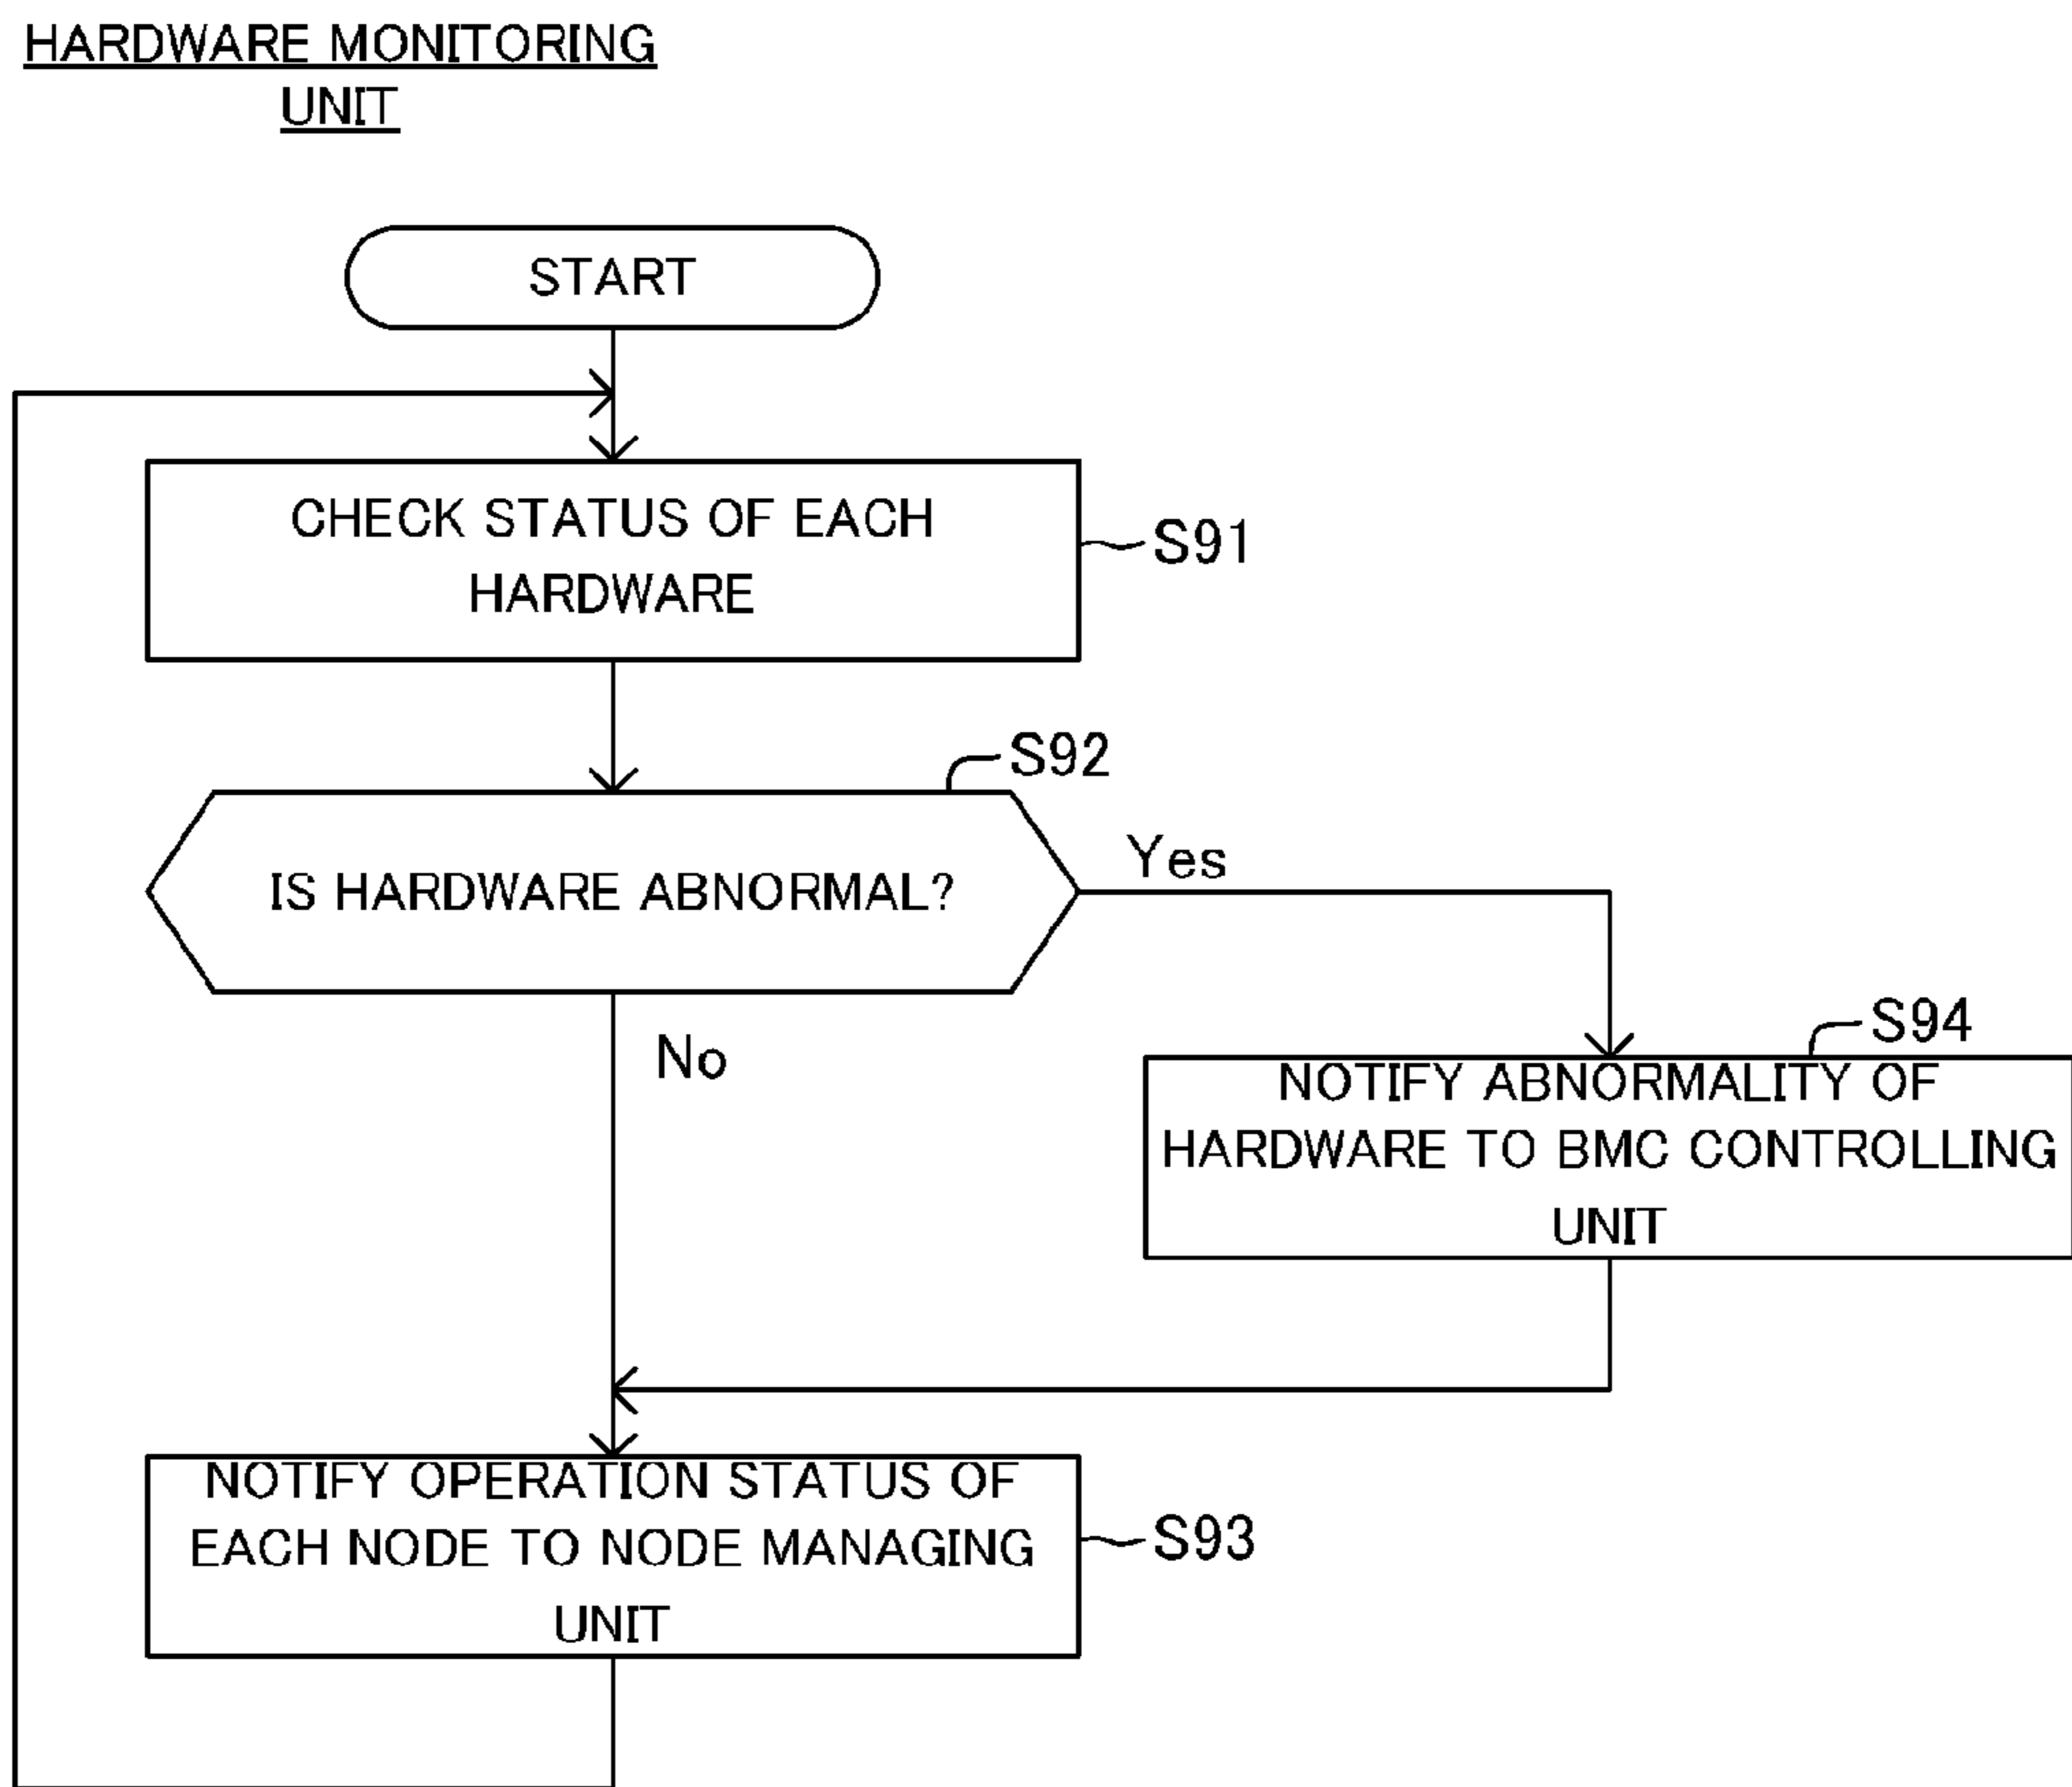 HARDWARE MONITORING
UNIT
START
CHECK STATUS OF EACH
HARDWARE
S91
S92
IS HARDWARE ABNORMAL?
Yes
No
S94
NOTIFY ABNORMALITY OF
HARDWARE TO BMC CONTROLLING
UNIT
NOTIFY OPERATION STATUS OF
EACH NODE TO NODE MANAGING
UNIT
S93